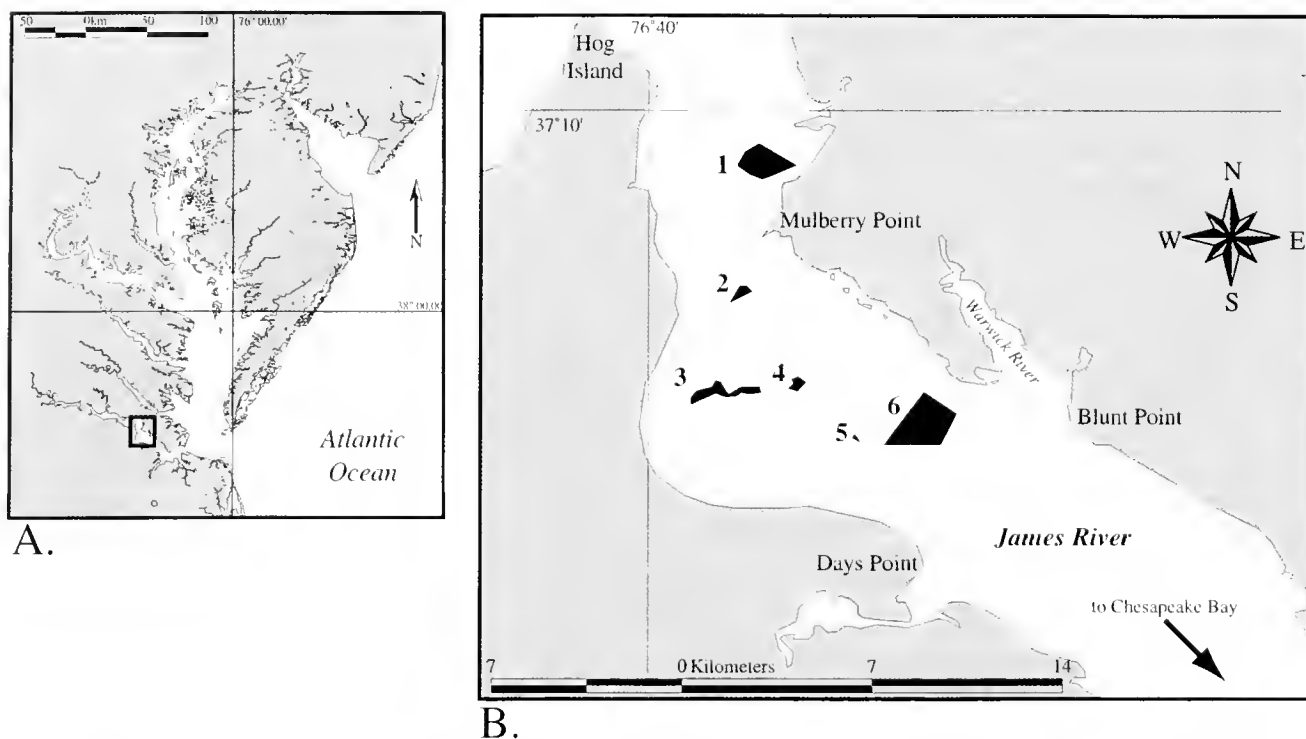 50 0km 50 100
76°00.00'
N
38°00.00'
Atlantic
Ocean
A.
76°40'
Hog
Island
37°10'
1
Mulberry Point
N
W E
S
2
Warwick River
3
4
6
5
Blunt Point
James River
Days Point
to Chesapeake Bay
7 0 Kilometers 7 14
B.